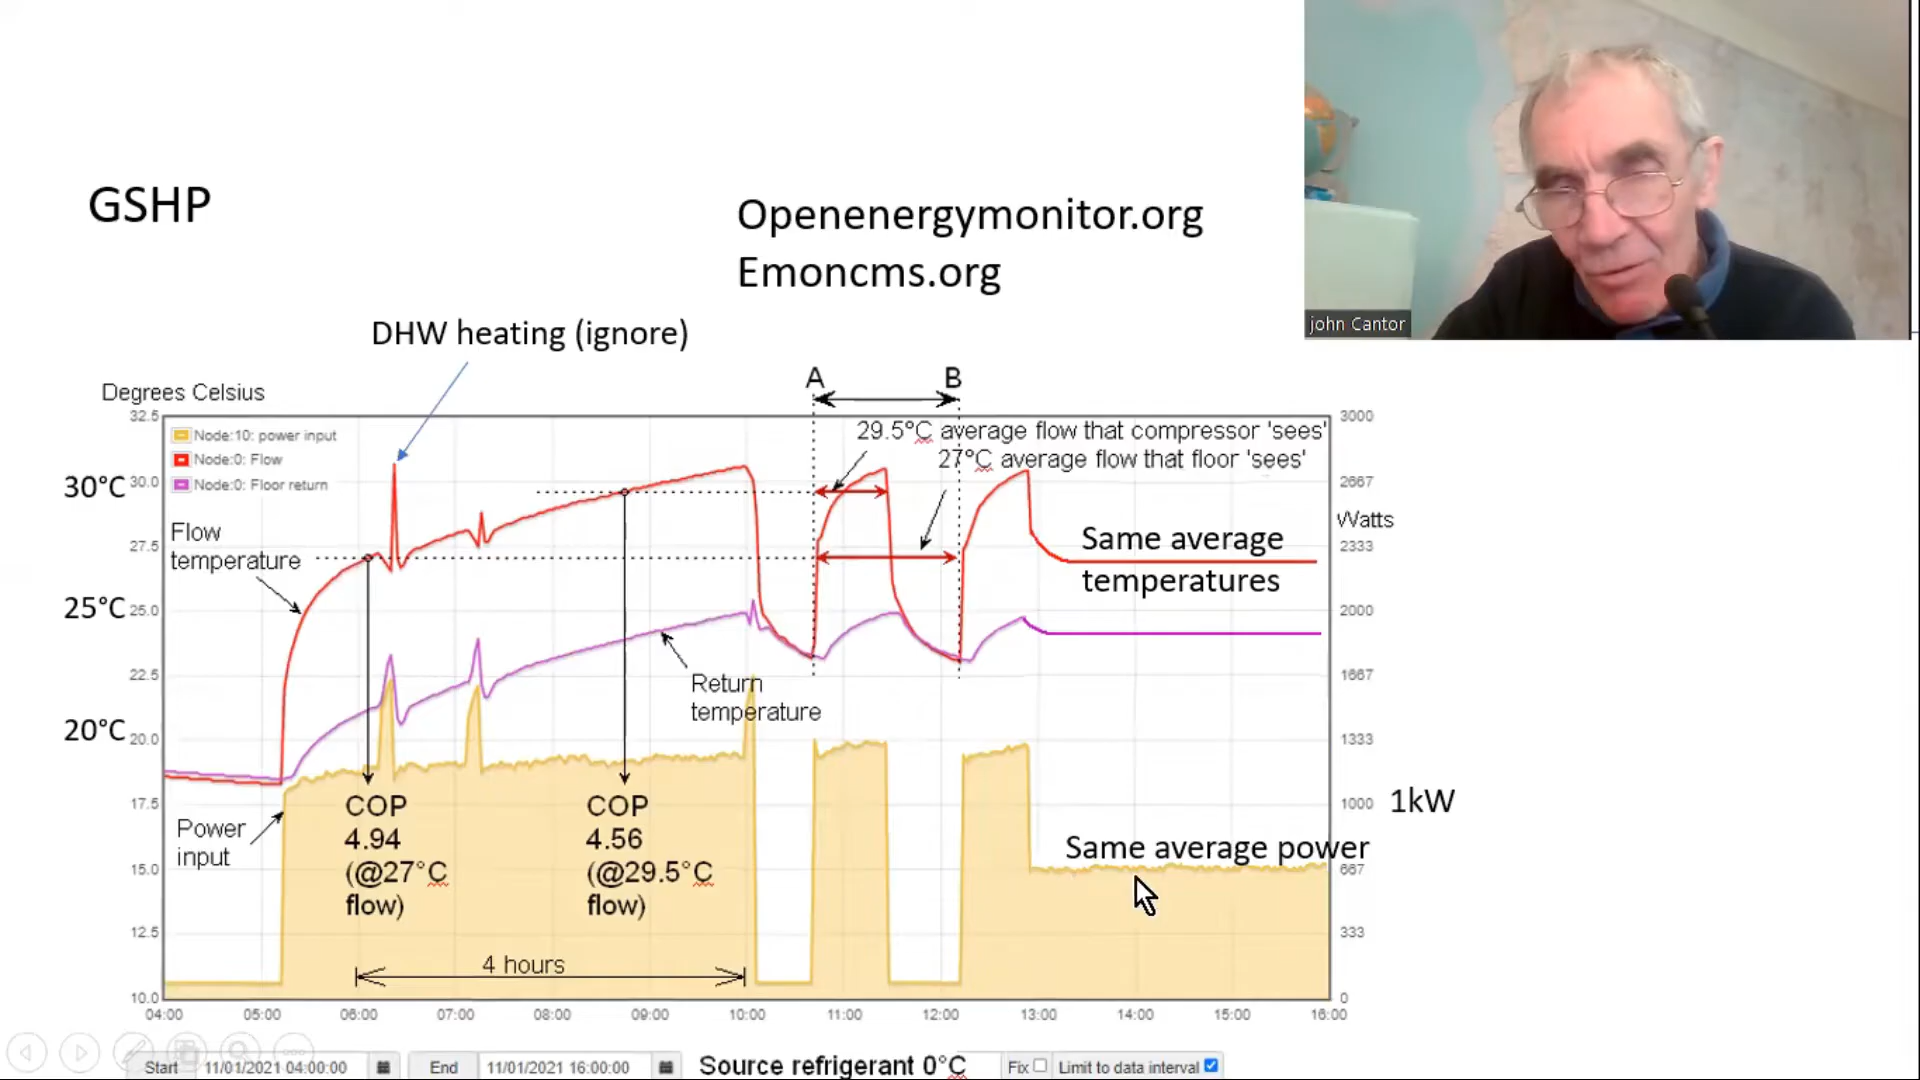 GSHP
Openenergymonitor.org
Emoncms.org
john Cantor
DHW heating (ignore)
Degrees Celsius
A
B
32.5
30.0
27.5
25.0
22.5
20.0
17.5
15.0
12.5
10.0
30°C
25°C
20°C
Node:10: power input
Node:0: Flow
Node:0: Floor return
29.5°C average flow that compressor 'sees'
27°C average flow that floor 'sees'
Flow
temperature
Same average
temperatures
Return
temperature
Power
input
COP
4.94
(@27°C
flow)
COP
4.56
(@29.5°C
flow)
Same average power
4 hours
3000
2667
Watts
2333
2000
1667
1333
1000
1kW
667
333
0
04:00
05:00
06:00
07:00
08:00
09:00
10:00
11:00
12:00
13:00
14:00
15:00
16:00
Start 11/01/2021 04:00:00
End 11/01/2021 16:00:00
Source refrigerant 0°C
Fix
Limit to data interval